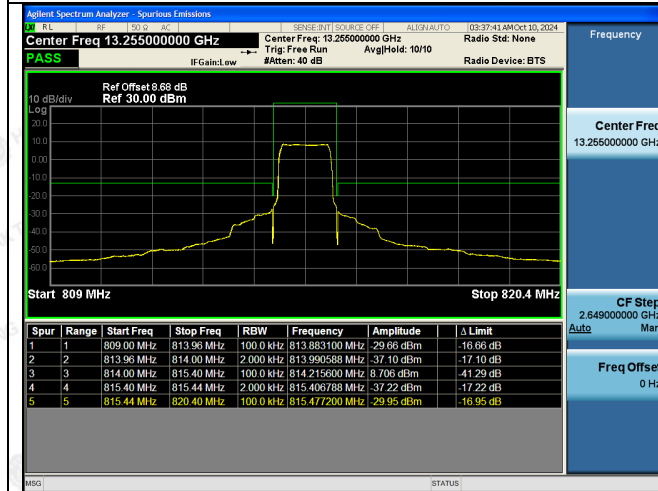 Agilent Spectrum Analyzer - Spurious Emissions
RL RF 50 Ω AC SENSE:INT SOURCE OFF ALIGN AUTO 03:37:41 AM Oct 10, 2024
Center Freq 13.255000000 GHz Center Freq: 13.255000000 GHz Radio Std: None
Trig: Free Run Avg|Hold: 10/10
PASS IFGain:Low #Atten: 40 dB Radio Device: BTS
Frequency
Ref Offset 8.68 dB
10 dB/div Ref 30.00 dBm
Log
20.0
10.0
0.00
-10.0
-20.0
-30.0
-40.0
-50.0
-60.0
Start 809 MHz Stop 820.4 MHz
Spur Range Start Freq Stop Freq RBW Frequency Amplitude Δ Limit
1 1 809.00 MHz 813.96 MHz 100.0 kHz 813.883100 MHz -29.66 dBm -16.66 dB
2 2 813.96 MHz 814.00 MHz 2.000 kHz 813.990588 MHz -37.10 dBm -17.10 dB
3 3 814.00 MHz 815.40 MHz 100.0 kHz 814.215600 MHz 8.706 dBm -41.29 dB
4 4 815.40 MHz 815.44 MHz 2.000 kHz 815.406788 MHz -37.22 dBm -17.22 dB
5 5 815.44 MHz 820.40 MHz 100.0 kHz 815.477200 MHz -29.95 dBm -16.95 dB
Center Freq
13.255000000 GHz
CF Step
2.649000000 GHz
Auto Man
Freq Offset
0 Hz
MSG STATUS